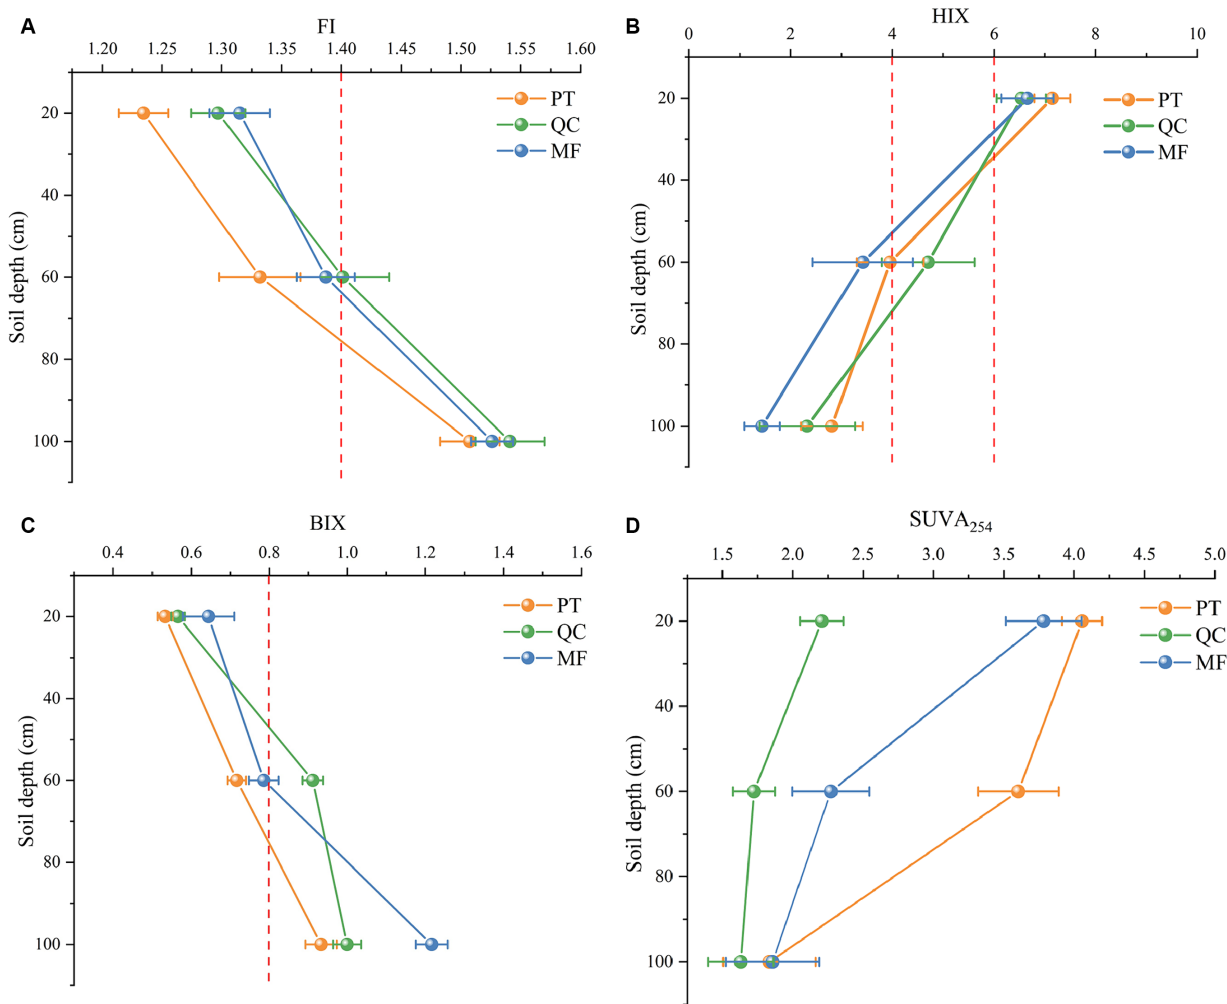 A
FI
1.20 1.25 1.30 1.35 1.40 1.45 1.50 1.55 1.60
20
40
60
80
100
Soil depth (cm)
PT
QC
MF
B
HIX
0 2 4 6 8 10
20
40
60
80
100
Soil depth (cm)
PT
QC
MF
C
BIX
0.4 0.6 0.8 1.0 1.2 1.4 1.6
20
40
60
80
100
Soil depth (cm)
PT
QC
MF
D
SUVA254
1.5 2.0 2.5 3.0 3.5 4.0 4.5 5.0
20
40
60
80
100
Soil depth (cm)
PT
QC
MF